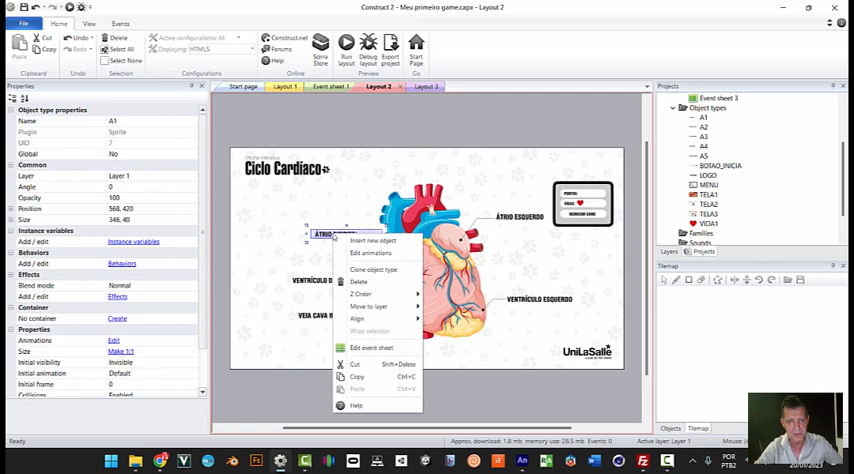 Construct 2 - Meu primeiro game.capx - Layout 2
File
Home
View
Events
Paste
Cut
Copy
Clipboard
Undo
Redo
Undo
Delete
Select All
Select None
Selection
Active configurations: All
Displaying: HTML5
Configurations
Construct.net
Forums
Help
Scirra Store
Online
Run layout
Debug layout
Export project
Preview
Start Page
Go
Properties
Start page
Layout 1
Event sheet 1
Layout 2
Layout 3
Projects
Object type properties
Name A1
Plugin Sprite
UID 7
Global No
Common
Layer Layer 1
Angle 0
Opacity 100
Position 568, 420
Size 346, 40
Instance variables
Add / edit Instance variables
Behaviors
Add / edit Behaviors
Effects
Blend mode Normal
Add / edit Effects
Container
No container Create
Properties
Animations Edit
Size Make 1:1
Initial visibility Invisible
Initial animation Default
Initial frame 0
Collisions Enabled
Ciclo Cardíaco
ÁTRIO
ÁTRIO ESQUERDO
VENTRÍCULO D
VENTRÍCULO ESQUERDO
VEIA CAVA
PONTOS:
VIDAS:
REINICIAR GAME
UniLaSalle
Insert new object
Edit animations
Clone object type
Delete
Z Order
Move to layer
Align
Wrap selection
Edit event sheet
Cut Shift+Delete
Copy Ctrl+C
Paste Ctrl+V
Help
Event sheet 3
Object types
A1
A2
A3
A4
A5
BOTAO_INICIA
LOGO
MENU
TELA1
TELA2
TELA3
VIDA1
Families
Sounds
Layers
Projects
Tilemap
Objects
Tilemap
Ready
Approx. download: 1.8 mb
memory use: 28.5 mb
Events: 0
Active layer: Layer 1
Mouse: (4
POR
PTB2
20/01/2023